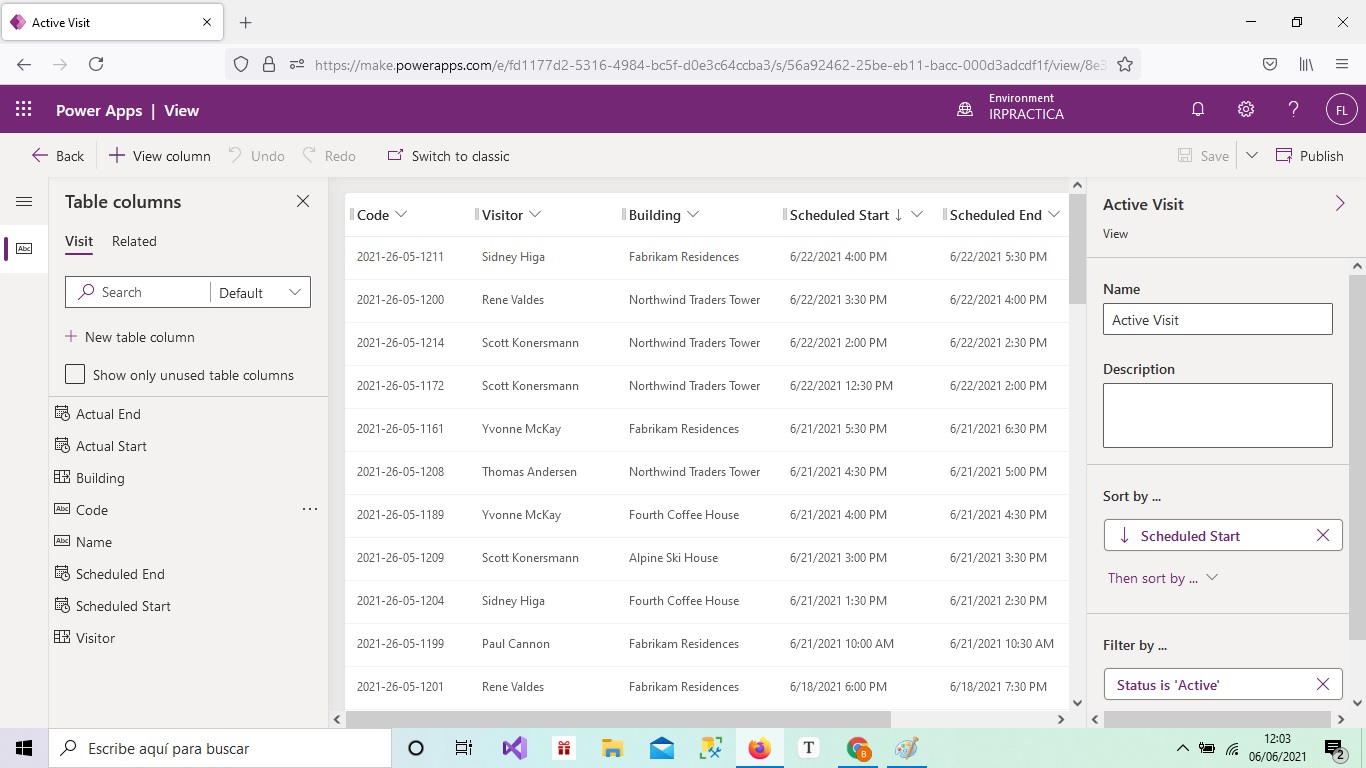 Active Visit
https://make.powerapps.com/e/fd1177d2-5316-4984-bc5f-d0e3c64ccba3/s/56a92462-25be-eb11-bacc-000d3adcdf1f/view/8e3
Power Apps | View
Environment
IRPRACTICA
FL
Back
View column
Undo
Redo
Switch to classic
Save
Publish
Table columns
Visit Related
Search
Default
New table column
Show only unused table columns
Actual End
Actual Start
Building
Abc Code
Abc Name
Scheduled End
Scheduled Start
Visitor
Code Visitor Building Scheduled Start Scheduled End
2021-26-05-1211 Sidney Higa Fabrikam Residences 6/22/2021 4:00 PM 6/22/2021 5:30 PM
2021-26-05-1200 Rene Valdes Northwind Traders Tower 6/22/2021 3:30 PM 6/22/2021 4:00 PM
2021-26-05-1214 Scott Konersmann Northwind Traders Tower 6/22/2021 2:00 PM 6/22/2021 2:30 PM
2021-26-05-1172 Scott Konersmann Northwind Traders Tower 6/22/2021 12:30 PM 6/22/2021 2:00 PM
2021-26-05-1161 Yvonne McKay Fabrikam Residences 6/21/2021 5:30 PM 6/21/2021 6:30 PM
2021-26-05-1208 Thomas Andersen Northwind Traders Tower 6/21/2021 4:30 PM 6/21/2021 5:00 PM
2021-26-05-1189 Yvonne McKay Fourth Coffee House 6/21/2021 4:00 PM 6/21/2021 4:30 PM
2021-26-05-1209 Scott Konersmann Alpine Ski House 6/21/2021 3:00 PM 6/21/2021 3:30 PM
2021-26-05-1204 Sidney Higa Fourth Coffee House 6/21/2021 1:30 PM 6/21/2021 2:30 PM
2021-26-05-1199 Paul Cannon Fabrikam Residences 6/21/2021 10:00 AM 6/21/2021 10:30 AM
2021-26-05-1201 Rene Valdes Fabrikam Residences 6/18/2021 6:00 PM 6/18/2021 7:30 PM
Active Visit
View
Name
Active Visit
Description
Sort by ...
Scheduled Start
Then sort by ...
Filter by ...
Status is 'Active'
Escribe aquí para buscar
T
B
12:03
06/06/2021
2